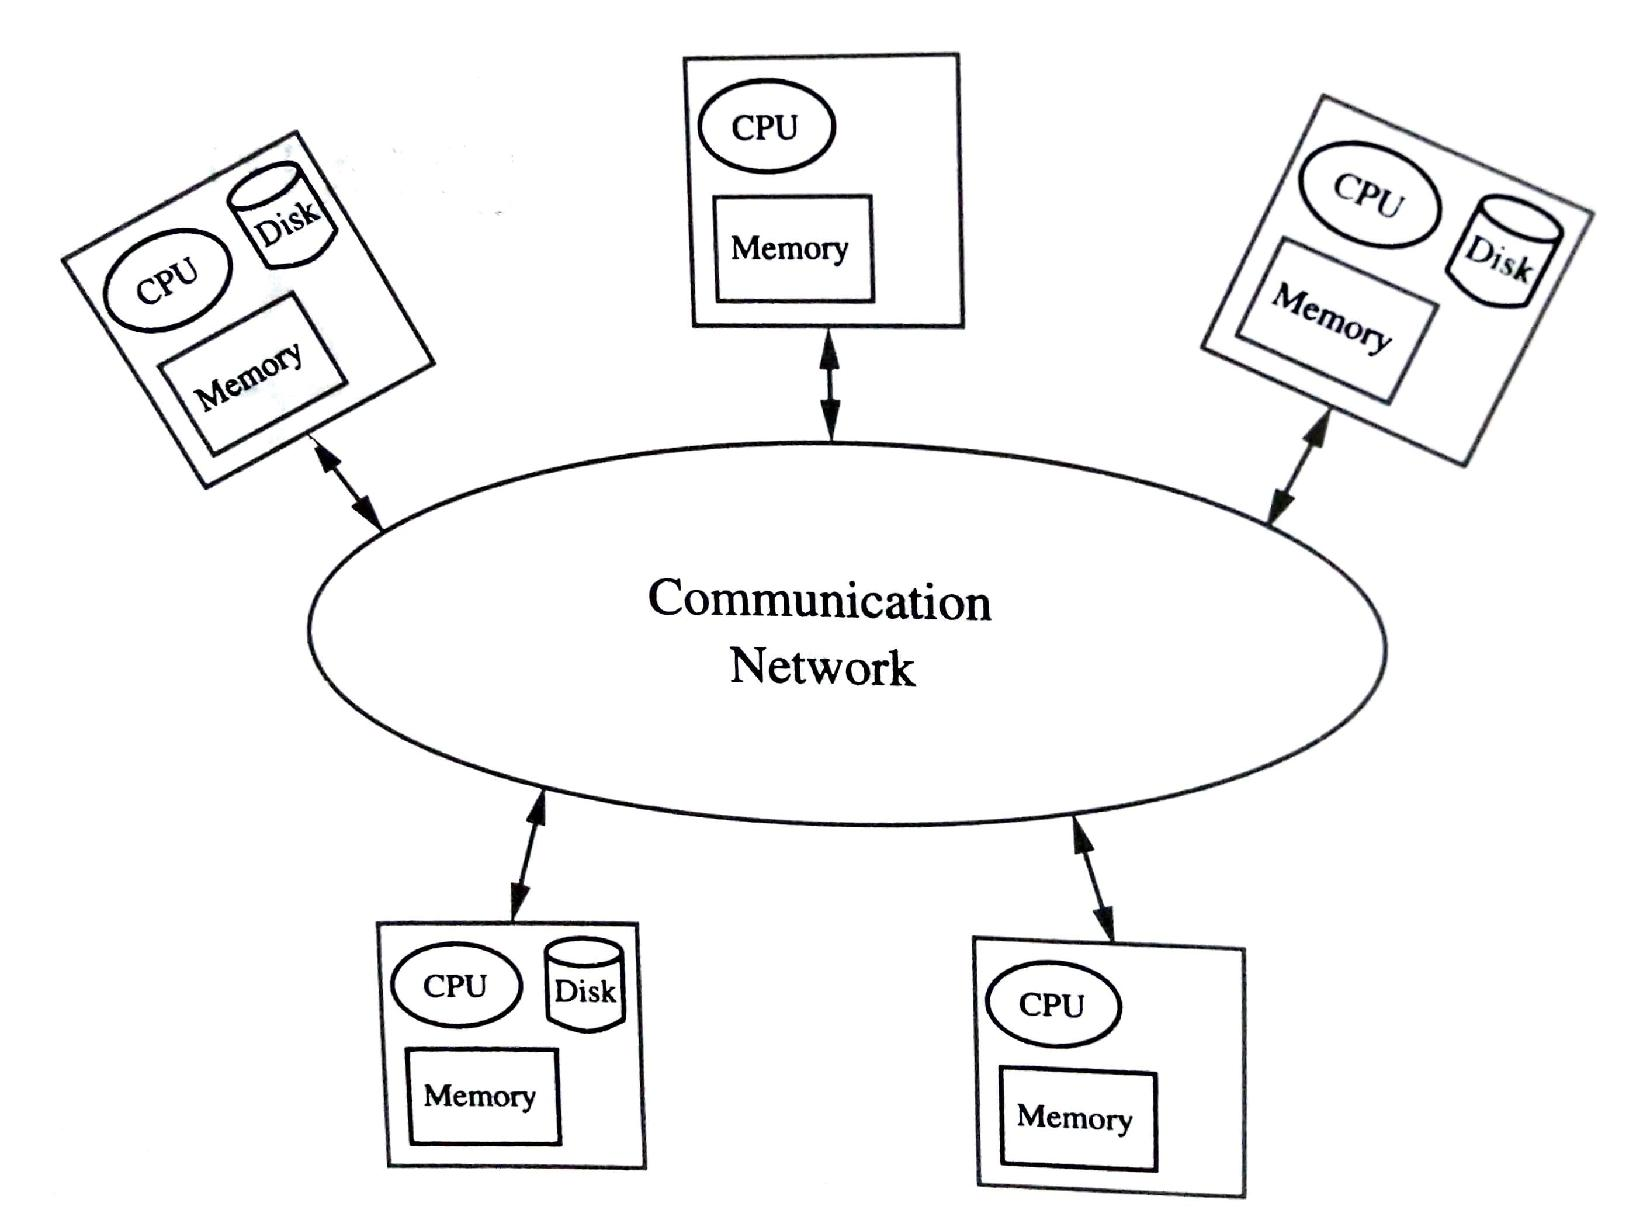 CPU
Disk
Memory
CPU
Memory
CPU
Disk
Memory
Communication
Network
CPU
Disk
Memory
CPU
Memory